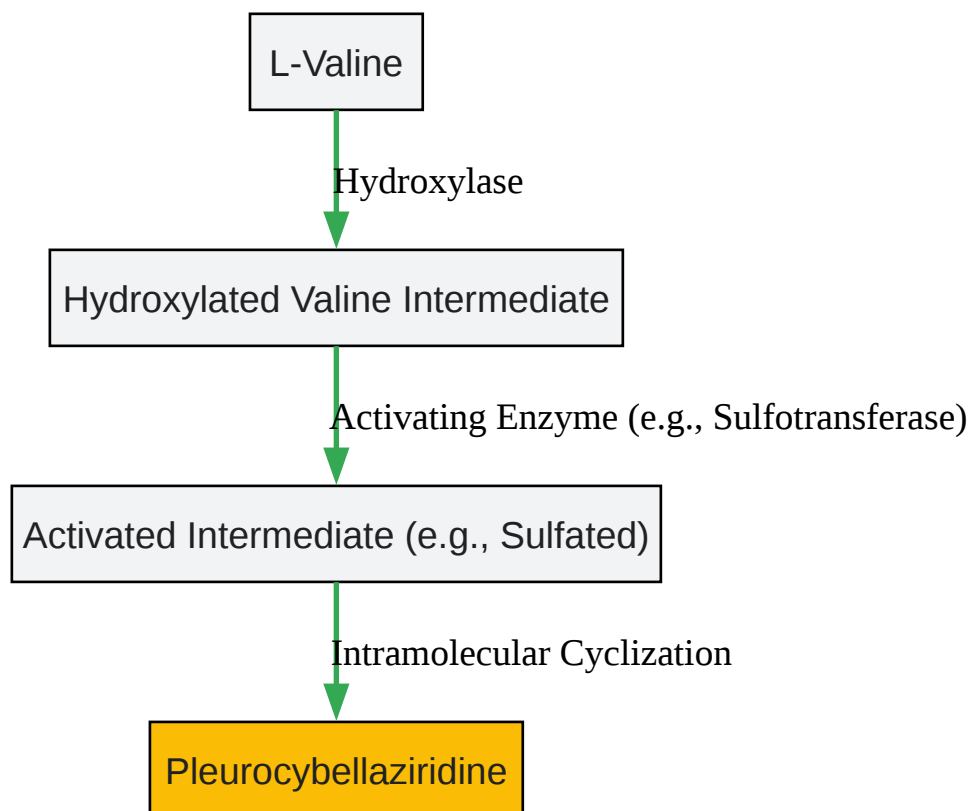 L-Valine
Hydroxylase
Hydroxylated Valine Intermediate
Activating Enzyme (e.g., Sulfotransferase)
Activated Intermediate (e.g., Sulfated)
Intramolecular Cyclization
Pleurocybellaziridine